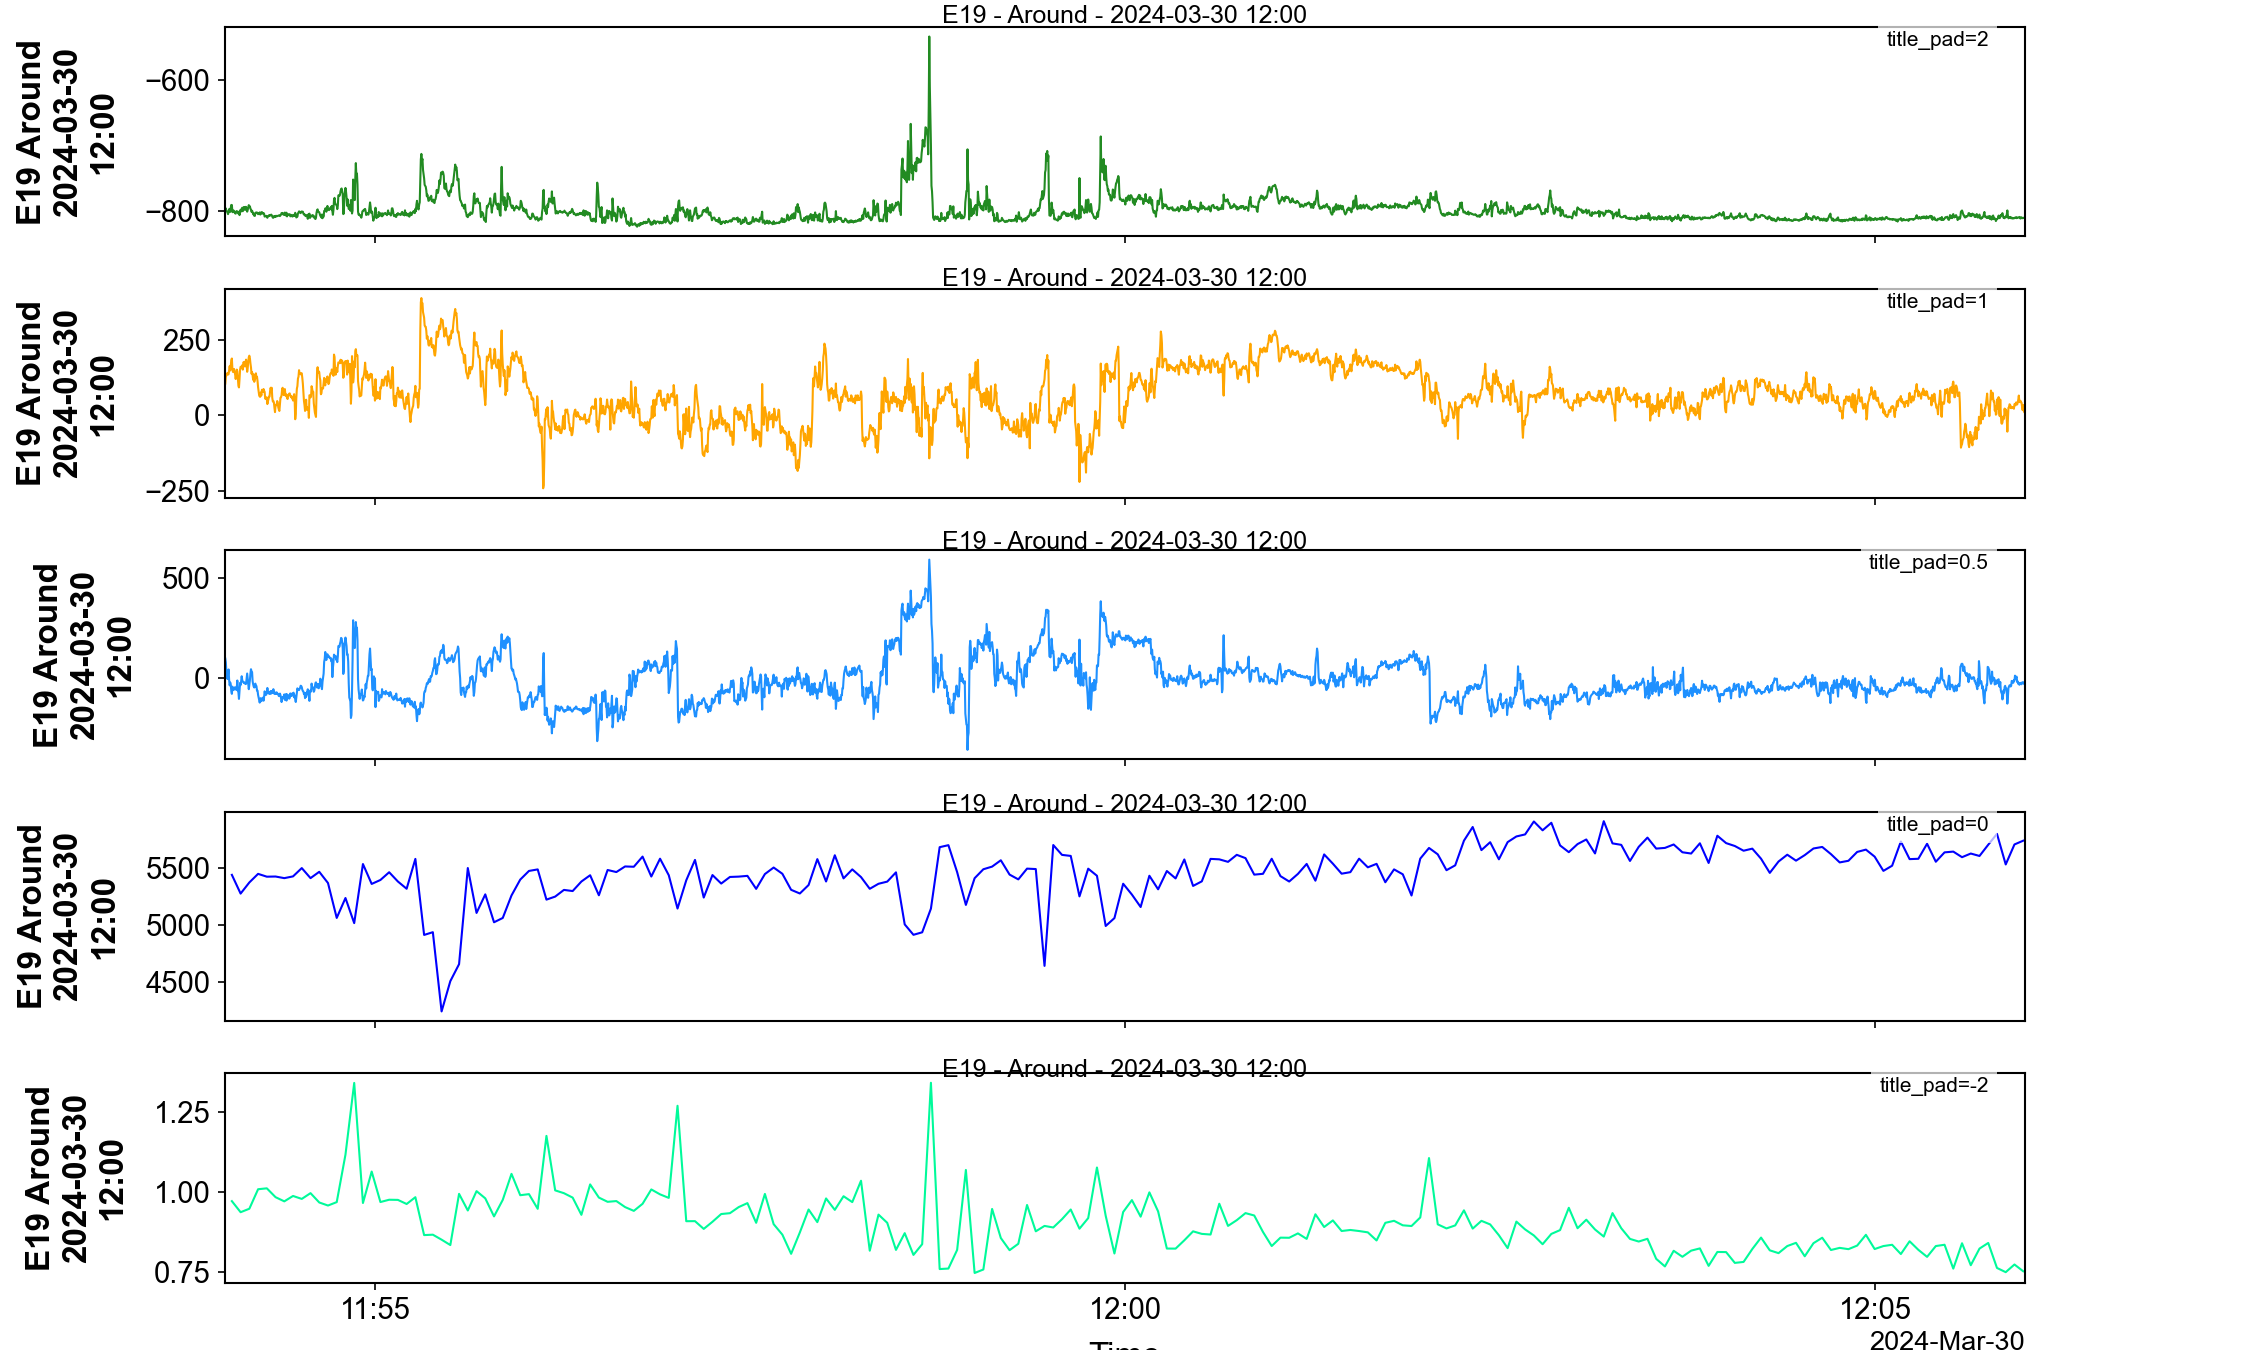 E19 - Around - 2024-03-30 12:00
title_pad=2
E19 Around
2024-03-30
12:00
−600
−800
E19 - Around - 2024-03-30 12:00
title_pad=1
E19 Around
2024-03-30
12:00
250
0
−250
E19 - Around - 2024-03-30 12:00
title_pad=0.5
E19 Around
2024-03-30
12:00
500
0
E19 - Around - 2024-03-30 12:00
title_pad=0
E19 Around
2024-03-30
12:00
5500
5000
4500
E19 - Around - 2024-03-30 12:00
title_pad=-2
E19 Around
2024-03-30
12:00
1.25
1.00
0.75
11:55
12:00
12:05
Time
2024-Mar-30